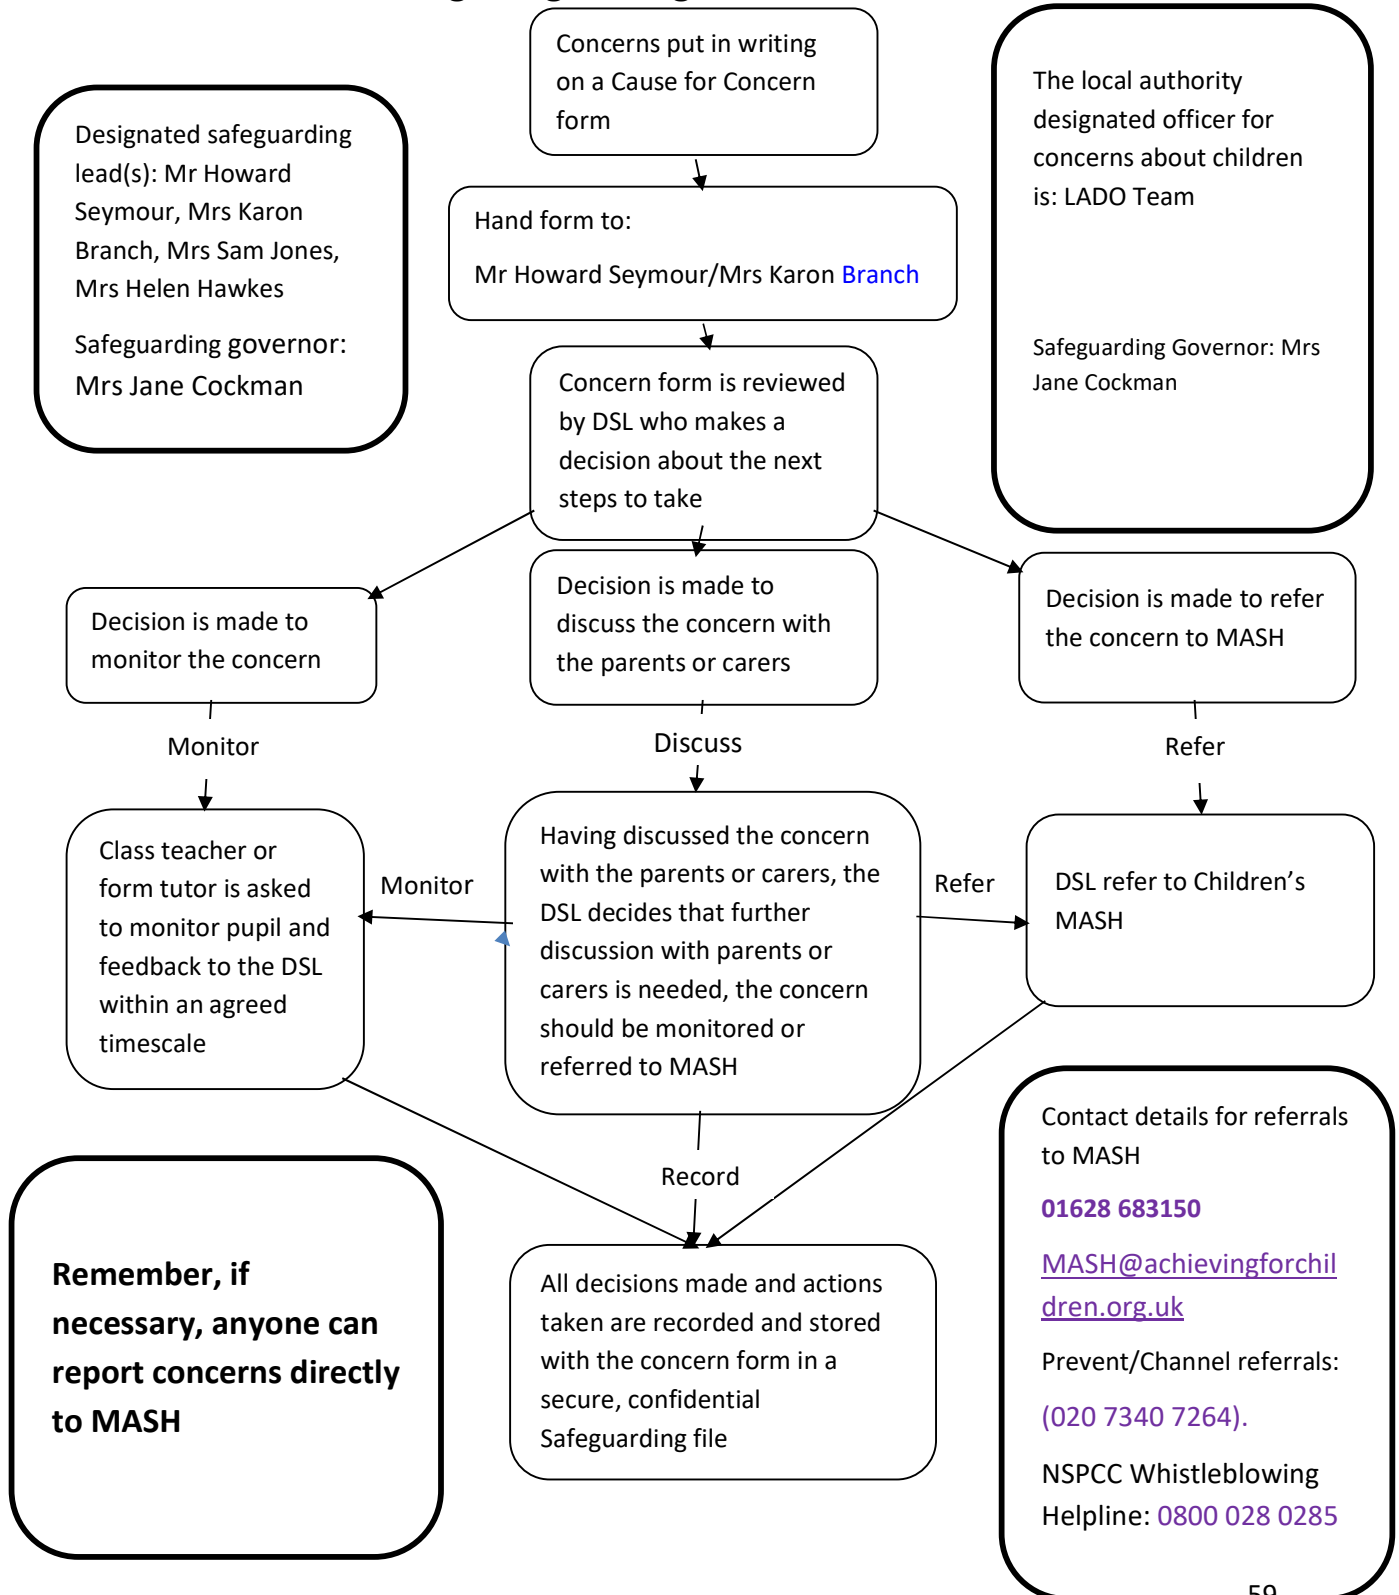 Concerns put in writing
on a Cause for Concern
form
Designated safeguarding
lead(s): Mr Howard
Seymour, Mrs Karon
Branch, Mrs Sam Jones,
Mrs Helen Hawkes
Safeguarding governor:
Mrs Jane Cockman
The local authority
designated officer for
concerns about children
is: LADO Team
Safeguarding Governor: Mrs
Jane Cockman
Hand form to:
Mr Howard Seymour/Mrs Karon Branch
Concern form is reviewed
by DSL who makes a
decision about the next
steps to take
Decision is made to
monitor the concern
Decision is made to
discuss the concern with
the parents or carers
Decision is made to refer
the concern to MASH
Monitor
Discuss
Refer
Class teacher or
form tutor is asked
to monitor pupil and
feedback to the DSL
within an agreed
timescale
Monitor
Having discussed the concern
with the parents or carers, the
DSL decides that further
discussion with parents or
carers is needed, the concern
should be monitored or
referred to MASH
Refer
DSL refer to Children’s
MASH
Record
Remember, if
necessary, anyone can
report concerns directly
to MASH
All decisions made and actions
taken are recorded and stored
with the concern form in a
secure, confidential
Safeguarding file
Contact details for referrals
to MASH
01628 683150
MASH@achievingforchil
dren.org.uk
Prevent/Channel referrals:
(020 7340 7264).
NSPCC Whistleblowing
Helpline: 0800 028 0285
59